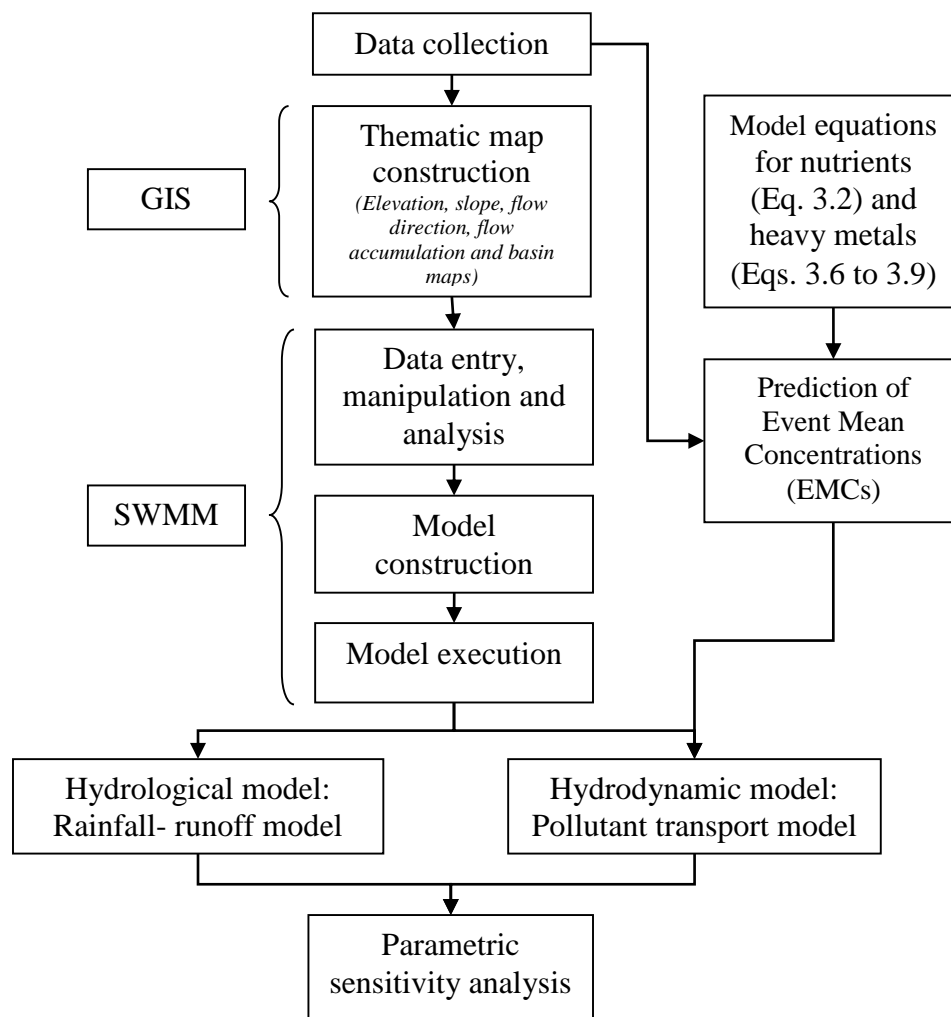 Data collection
Thematic map
construction
(Elevation, slope, flow
direction, flow
accumulation and basin
maps)
GIS
Model equations
for nutrients
(Eq. 3.2) and
heavy metals
(Eqs. 3.6 to 3.9)
Data entry,
manipulation and
analysis
Prediction of
Event Mean
Concentrations
(EMCs)
SWMM
Model
construction
Model execution
Hydrological model:
Rainfall- runoff model
Hydrodynamic model:
Pollutant transport model
Parametric
sensitivity analysis